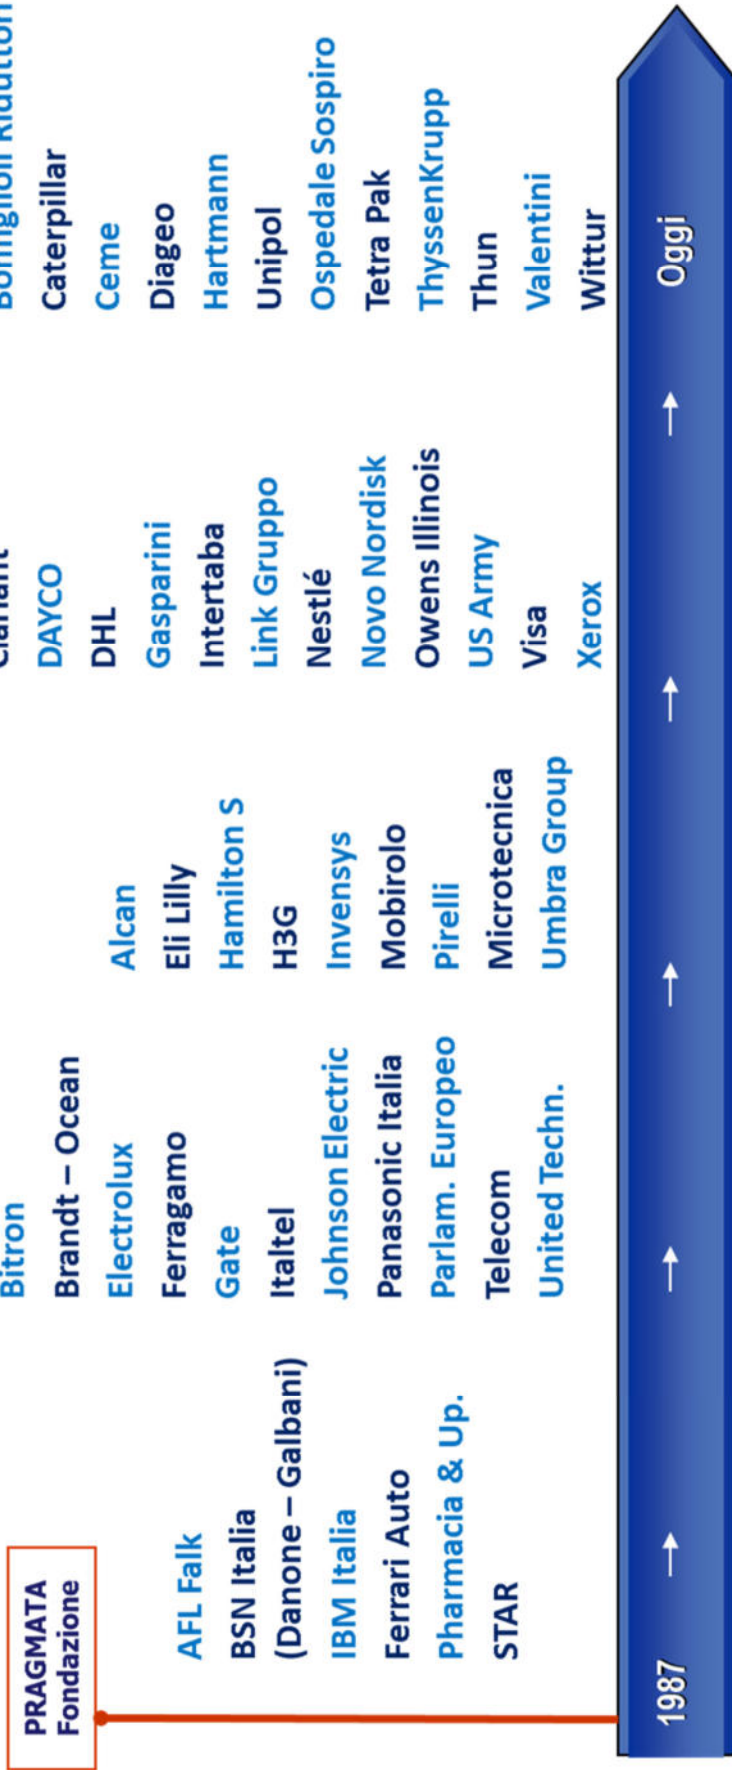 PRAGMATA
Fondazione
AFL Falk
BSN Italia
(Danone – Galbani)
IBM Italia
Ferrari Auto
Pharmacia & Up.
STAR
Bitron
Brandt – Ocean
Electrolux
Ferragamo
Gate
Italtel
Johnson Electric
Panasonic Italia
Parlam. Europeo
Telecom
United Techn.
Alcan
Eli Lilly
Hamilton S
H3G
Invensys
Mobirolo
Pirelli
Microtecnica
Umbra Group
Clariant
DAYCO
DHL
Gasparini
Intertaba
Link Gruppo
Nestlé
Novo Nordisk
Owens Illinois
US Army
Visa
Xerox
Caterpillar
Ceme
Diageo
Hartmann
Unipol
Ospedale Sospiro
Tetra Pak
ThyssenKrupp
Thun
Valentini
Wittur
1987 → → → → → Oggi